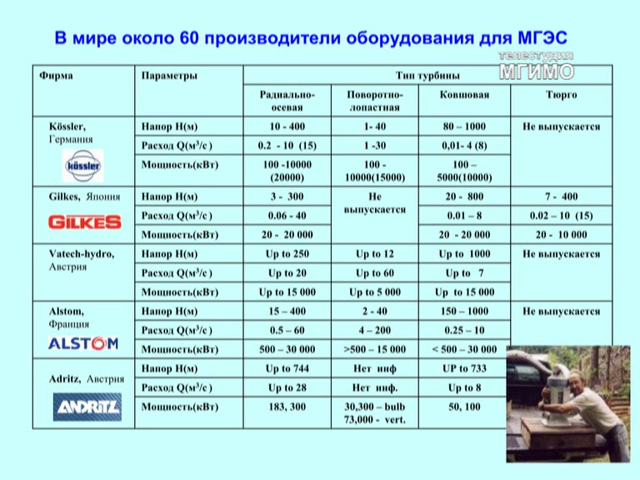 В мире около 60 производители оборудования для МГЭС
телестудия
МГИМО
Фирма Параметры Тип турбины
Радиально-осевая Поворотно-лопастная Ковшовая Тюрго
Kössler, Германия
kössler
Напор H(м) 10 - 400 1- 40 80 – 1000 Не выпускается
Расход Q(м³/с ) 0.2 - 10 (15) 1 -30 0,01- 4 (8)
Мощность(кВт) 100 -10000 (20000) 100 - 10000(15000) 100 – 5000(10000)
Gilkes, Япония
GILKES
Напор H(м) 3 - 300 Не выпускается 20 - 800 7 - 400
Расход Q(м³/с ) 0.06 - 40 0.01 – 8 0.02 – 10 (15)
Мощность(кВт) 20 - 20 000 20 - 20 000 20 - 10 000
Vatech-hydro, Австрия
Напор H(м) Up to 250 Up to 12 Up to 1000 Не выпускается
Расход Q(м³/с ) Up to 20 Up to 60 Up to 7
Мощность(кВт) Up to 15 000 Up to 5 000 Up to 15 000
Alstom, Франция
ALSTOM
Напор H(м) 15 – 400 2 - 40 150 – 1000 Не выпускается
Расход Q(м³/с ) 0.5 – 60 4 – 200 0.25 – 10
Мощность(кВт) 500 – 30 000 >500 – 15 000 < 500 – 30 000
Adritz, Австрия
ANDRITZ
Напор H(м) Up to 744 Нет инф UP to 733
Расход Q(м³/с ) Up to 28 Нет инф. Up to 8
Мощность(кВт) 183, 300 30,300 – bulb 73,000 - vert. 50, 100